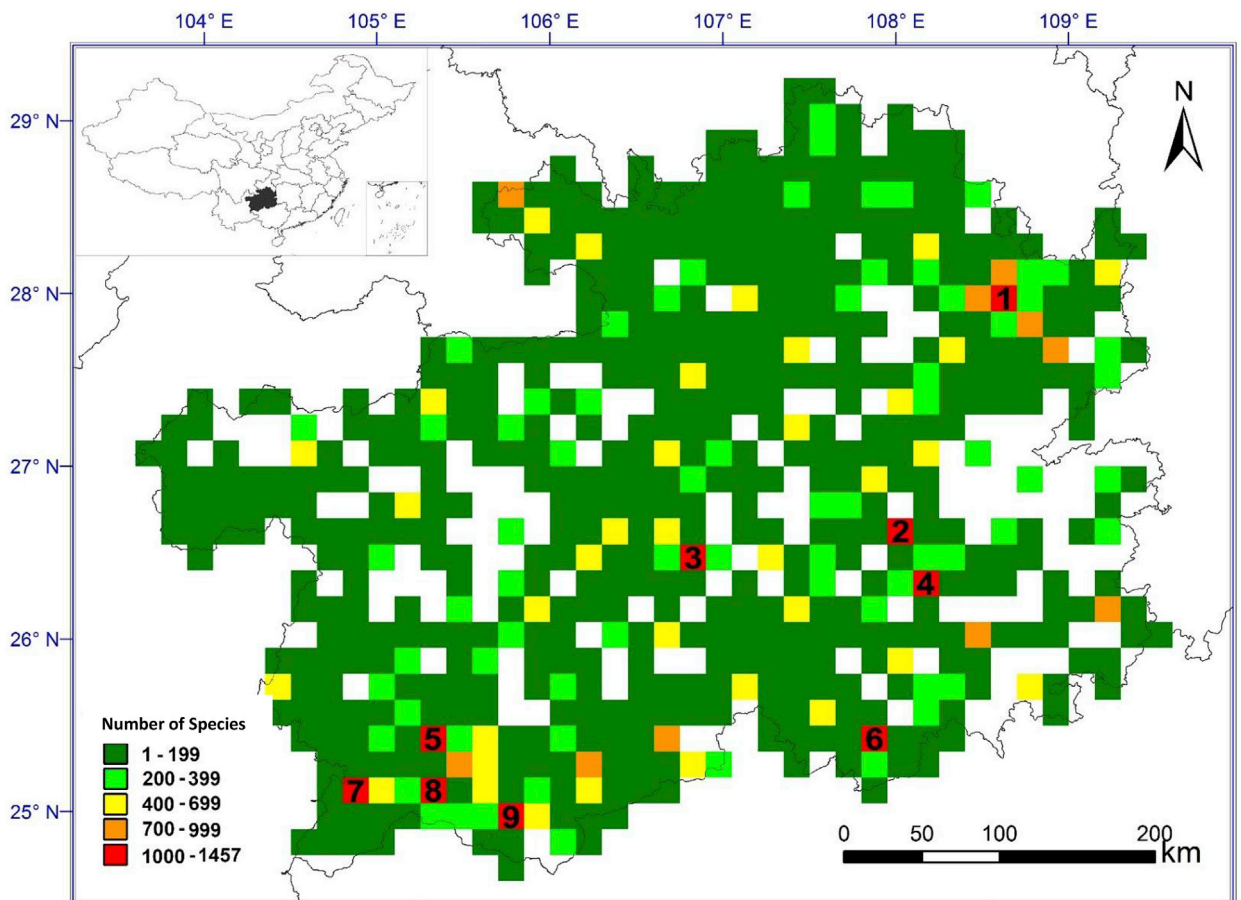 104° E 105° E 106° E 107° E 108° E 109° E
29° N
N
28° N
1
27° N
2
3
4
26° N
Number of Species
1 - 199
200 - 399
400 - 699
700 - 999
1000 - 1457
5
6
7
8
25° N
9
0 50 100 200
km